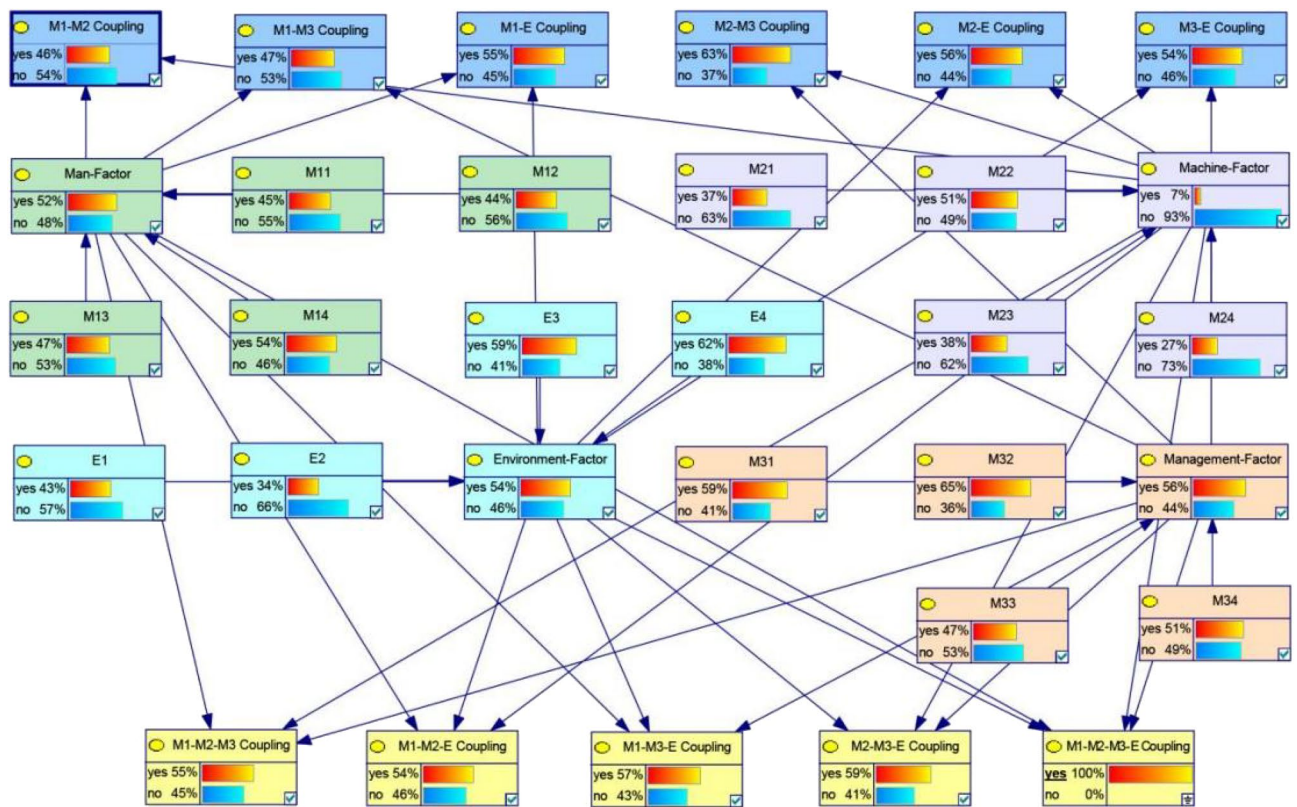 M1-M2 Coupling
yes 46%
no 54%
M1-M3 Coupling
yes 47%
no 53%
M1-E Coupling
yes 55%
no 45%
M2-M3 Coupling
yes 63%
no 37%
M2-E Coupling
yes 56%
no 44%
M3-E Coupling
yes 54%
no 46%
Man-Factor
yes 52%
no 48%
M11
yes 45%
no 55%
M12
yes 44%
no 56%
M21
yes 37%
no 63%
M22
yes 51%
no 49%
Machine-Factor
yes 7%
no 93%
M13
yes 47%
no 53%
M14
yes 54%
no 46%
E3
yes 59%
no 41%
E4
yes 62%
no 38%
M23
yes 38%
no 62%
M24
yes 27%
no 73%
E1
yes 43%
no 57%
E2
yes 34%
no 66%
Environment-Factor
yes 54%
no 46%
M31
yes 59%
no 41%
M32
yes 65%
no 36%
Management-Factor
yes 56%
no 44%
M33
yes 47%
no 53%
M34
yes 51%
no 49%
M1-M2-M3 Coupling
yes 55%
no 45%
M1-M2-E Coupling
yes 54%
no 46%
M1-M3-E Coupling
yes 57%
no 43%
M2-M3-E Coupling
yes 59%
no 41%
M1-M2-M3-E Coupling
yes 100%
no 0%